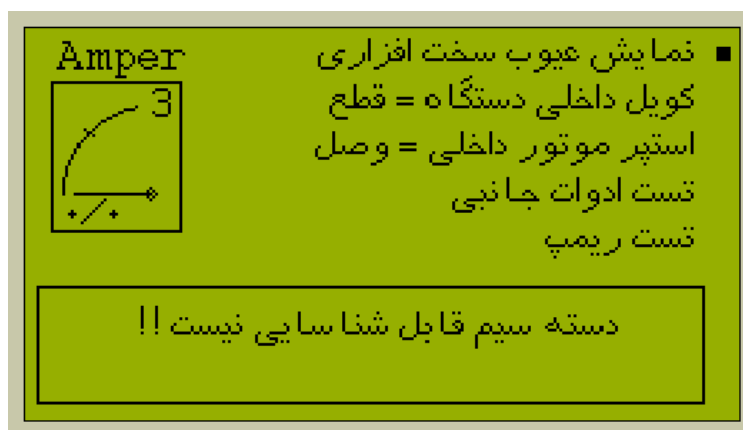 نمایش عیوب سخت افزاری
کویل داخلی دستگاه = قطع
استپر موتور داخلی = وصل
تست ادوات جانبی
تست ریمپ
Amper
3
+/+
دسته سیم قابل شناسایی نیست !!